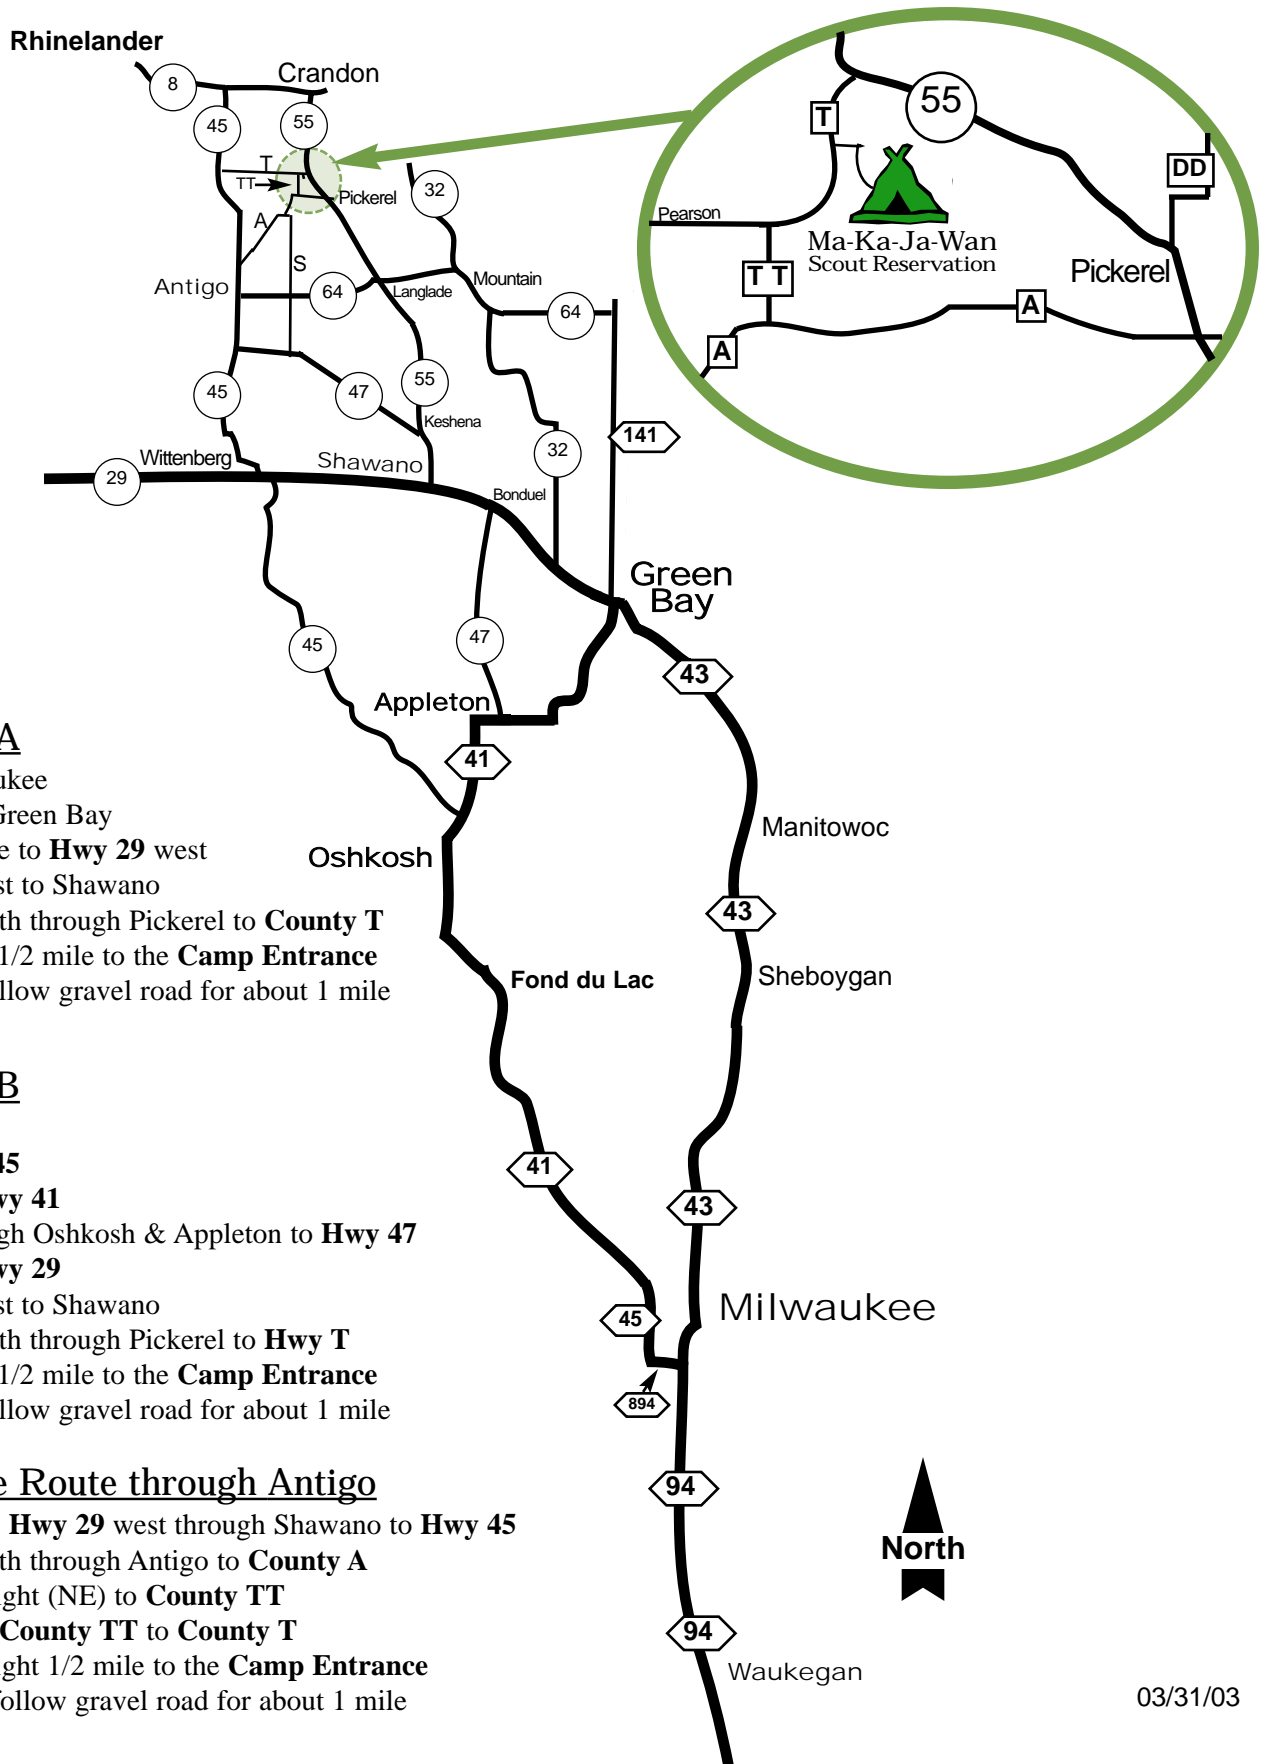 Rhinelander
Crandon
8
45
55
T
TT
Pickerel
32
A
S
Antigo
64
Langlade
Mountain
64
45
47
55
Keshena
141
32
29
Wittenberg
Shawano
Bonduel
55
T
DD
Pearson
Ma-Ka-Ja-Wan
Scout Reservation
T T
Pickerel
A
A
Green
Bay
45
47
43
Appleton
41
Manitowoc
Oshkosh
43
Sheboygan
Fond du Lac
41
43
45
Milwaukee
894
94
North
94
Waukegan
A
ukee
Green Bay
e to Hwy 29 west
st to Shawano
th through Pickerel to County T
1/2 mile to the Camp Entrance
llow gravel road for about 1 mile
B
45
wy 41
gh Oshkosh & Appleton to Hwy 47
wy 29
st to Shawano
th through Pickerel to Hwy T
1/2 mile to the Camp Entrance
llow gravel road for about 1 mile
e Route through Antigo
Hwy 29 west through Shawano to Hwy 45
th through Antigo to County A
ight (NE) to County TT
County TT to County T
ight 1/2 mile to the Camp Entrance
follow gravel road for about 1 mile
03/31/03